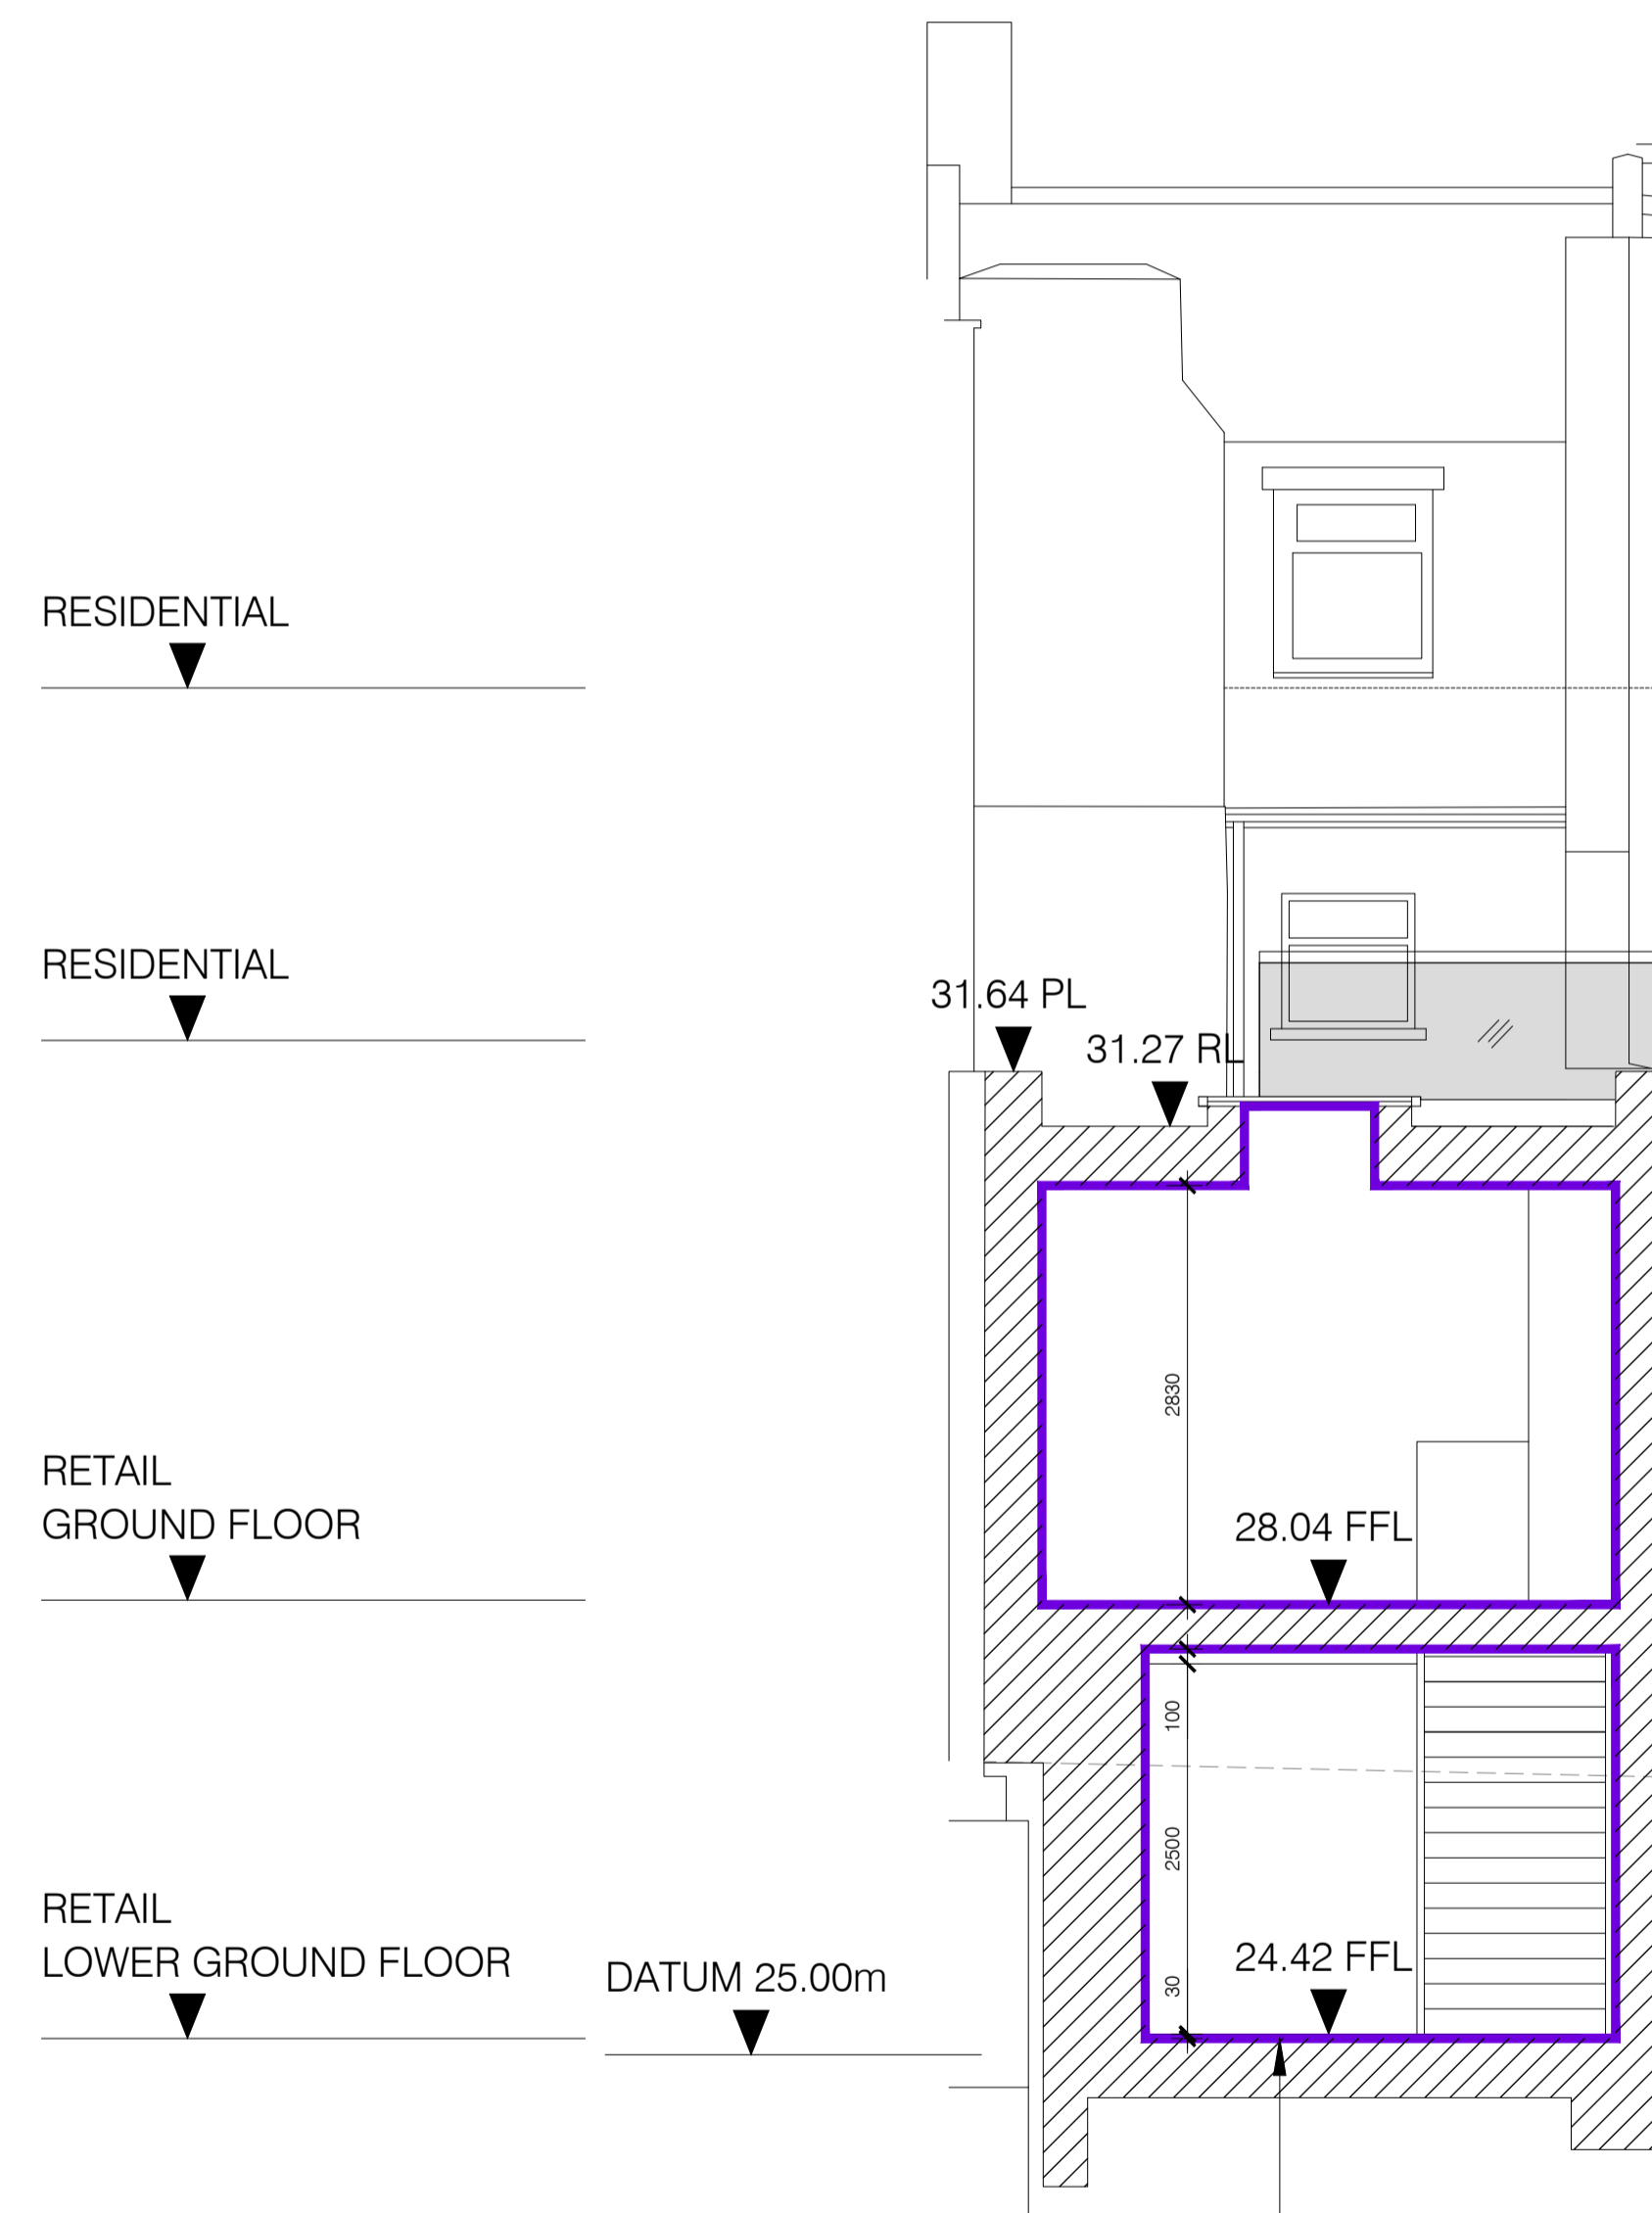 RESIDENTIAL
RESIDENTIAL
31.64 PL
31.27 RL
2830
RETAIL
GROUND FLOOR
28.04 FFL
100
2500
RETAIL
LOWER GROUND FLOOR
DATUM 25.00m
24.42 FFL
30